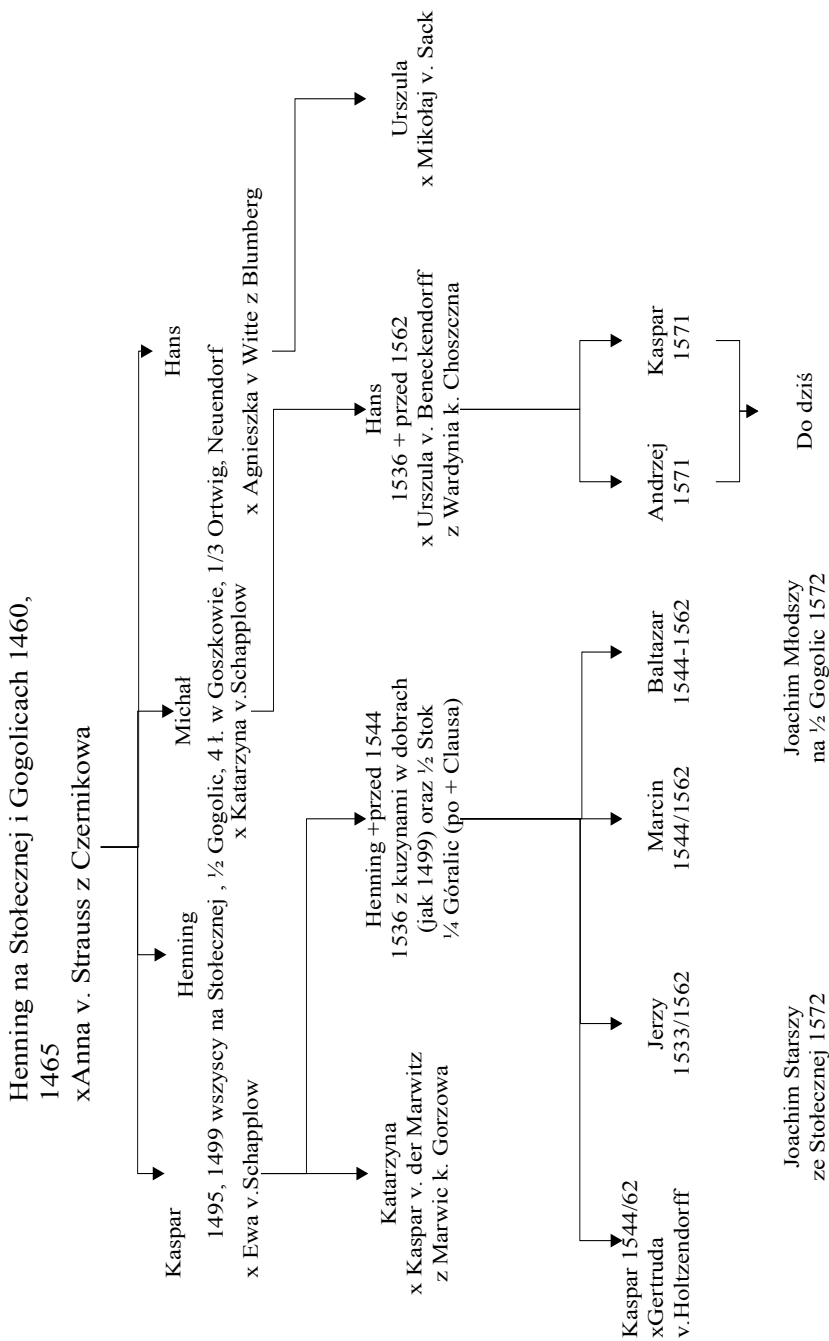 Henning na Stołecznej i Gogolicach 1460,
1465
xAnna v. Strauss z Czernikowa
Kaspar
Henning
Michał
Hans
1495, 1499 wszyscy na Stołecznej , ½ Gogolic, 4 ł. w Goszkowie, 1/3 Ortwig, Neuendorf
x Ewa v.Schapplow
x Katarzyna v.Schapplow
x Agnieszka v Witte z Blumberg
Katarzyna
x Kaspar v. der Marwitz
z Marwic k. Gorzowa
Henning +przed 1544
1536 z kuzynami w dobrach
(jak 1499) oraz ½ Stok
¼ Góralic (po + Clausa)
Hans
1536 + przed 1562
x Urszula v. Beneckendorff
z Wardynia k. Choszczna
Urszula
x Mikołaj v. Sack
Kaspar 1544/62
xGertruda
v.Holtzendorff
Jerzy
1533/1562
Marcin
1544/1562
Baltazar
1544-1562
Andrzej
1571
Kaspar
1571
Joachim Starszy
ze Stołecznej 1572
Joachim Młodszy
na ½ Gogolic 1572
Do dziś